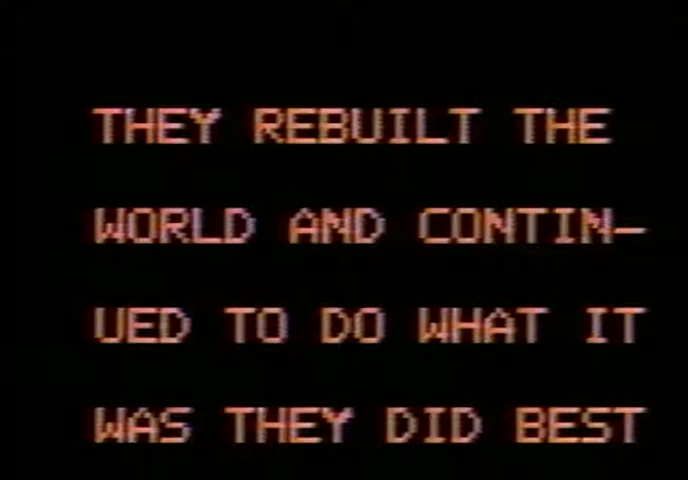 THEY REBUILT THE
WORLD AND CONTIN-
UED TO DO WHAT IT
WAS THEY DID BEST